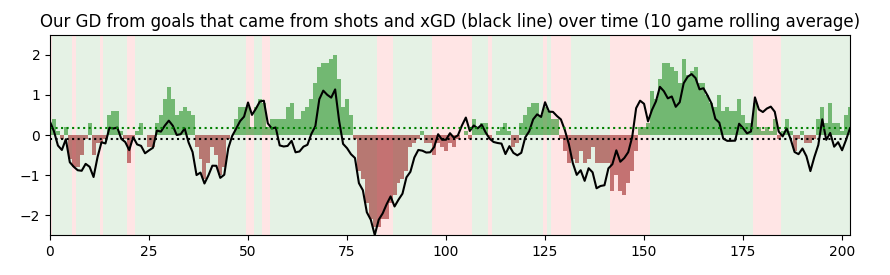 Our GD from goals that came from shots and xGD (black line) over time (10 game rolling average)
2
1
0
−1
−2
0 25 50 75 100 125 150 175 200